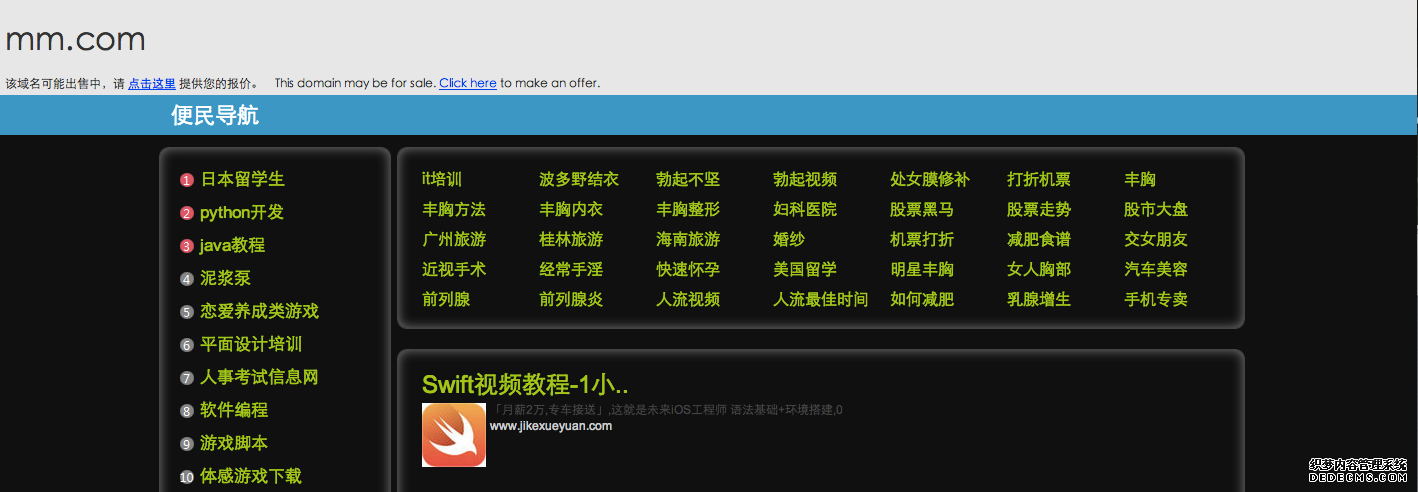 mm.com
该域名可能出售中，请 点击这里 提供您的报价。 This domain may be for sale. Click here to make an offer.
便民导航
1 日本留学生
2 python开发
3 java教程
4 泥浆泵
5 恋爱养成类游戏
6 平面设计培训
7 人事考试信息网
8 软件编程
9 游戏脚本
10 体感游戏下载
it培训 波多野结衣 勃起不坚 勃起视频 处女膜修补 打折机票 丰胸
丰胸方法 丰胸内衣 丰胸整形 妇科医院 股票黑马 股票走势 股市大盘
广州旅游 桂林旅游 海南旅游 婚纱 机票打折 减肥食谱 交女朋友
近视手术 经常手淫 快速怀孕 美国留学 明星丰胸 女人胸部 汽车美容
前列腺 前列腺炎 人流视频 人流最佳时间 如何减肥 乳腺增生 手机专卖
Swift视频教程-1小..
「月薪2万,专车接送」,这就是未来iOS工程师 语法基础+环境搭建,0
www.jikexueyuan.com
织梦内容管理系统
DEDECMS.COM